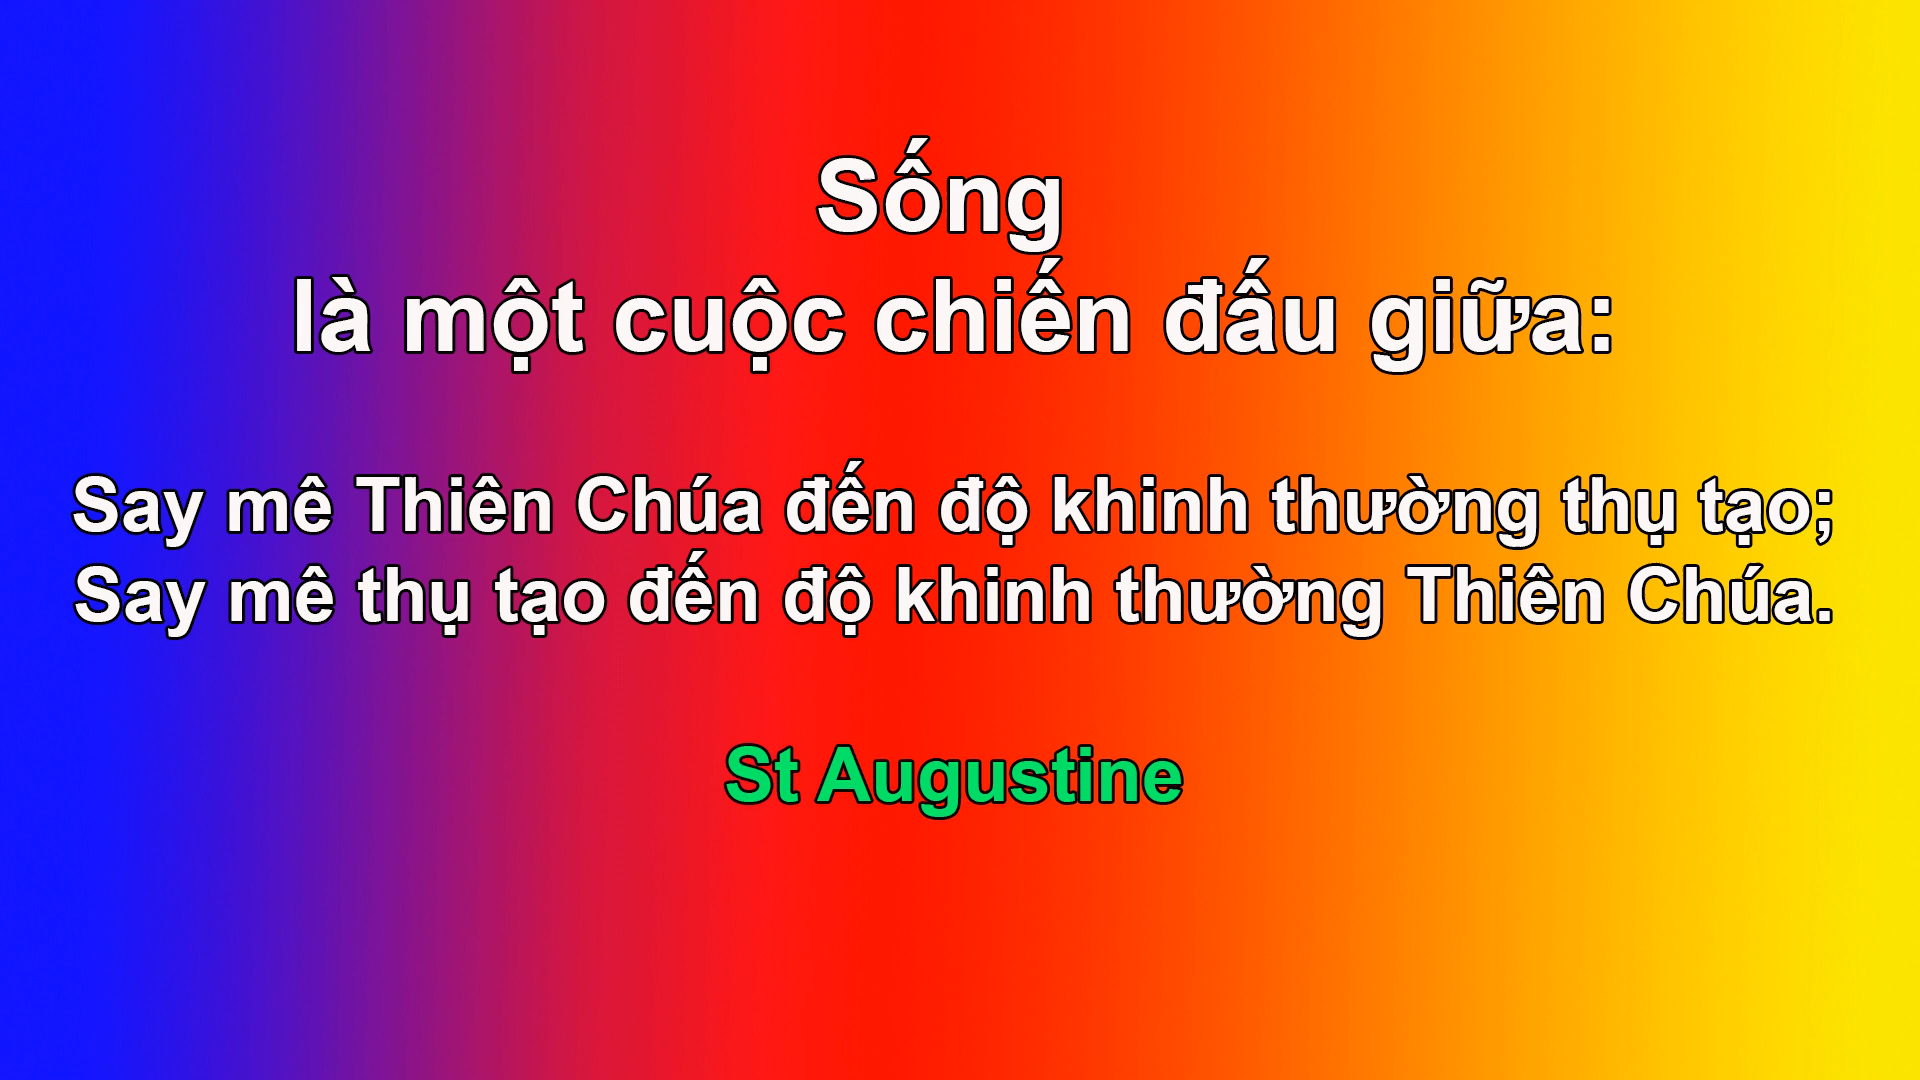 Sống
là một cuộc chiến đấu giữa:
Say mê Thiên Chúa đến độ khinh thường thụ tạo;
Say mê thụ tạo đến độ khinh thường Thiên Chúa.
St Augustine